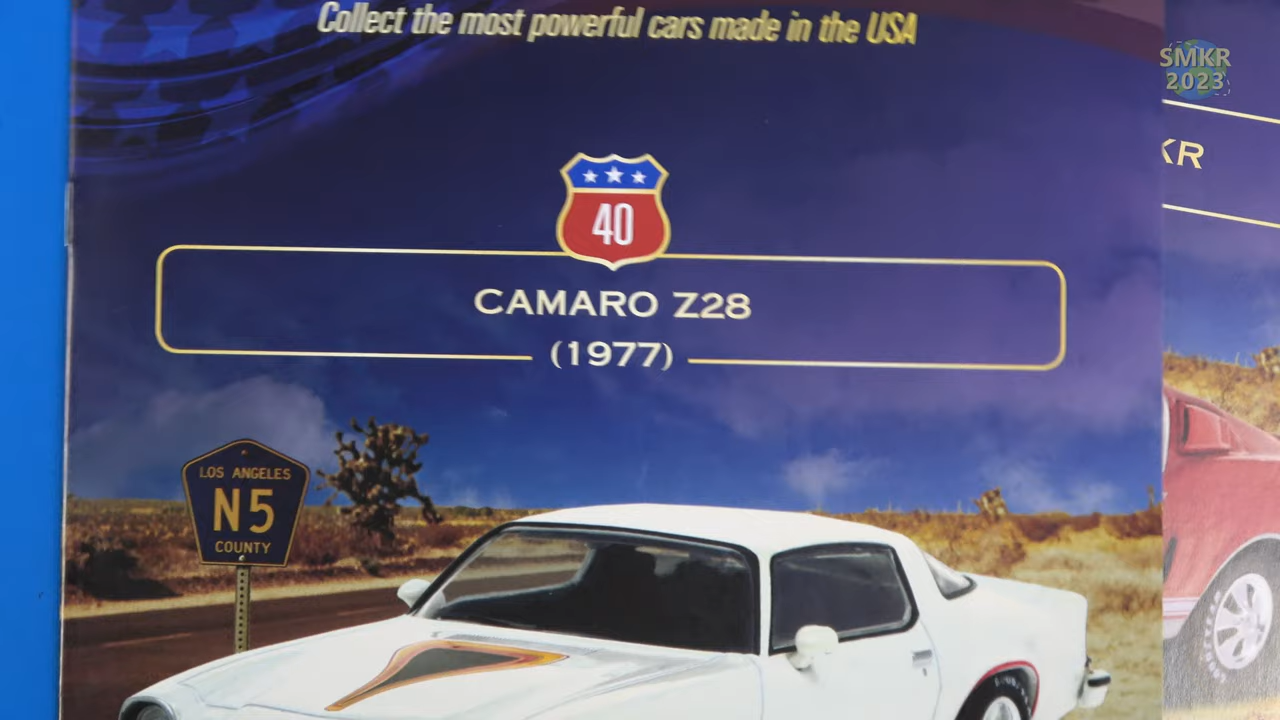 Collect the most powerful cars made in the USA
SMKR
2023
KR
40
CAMARO Z28
(1977)
LOS ANGELES
N5
COUNTY